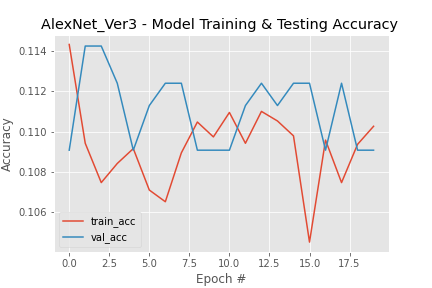 AlexNet_Ver3 - Model Training & Testing Accuracy
0.114
0.112
0.110
0.108
0.106
Accuracy
train_acc
val_acc
0.0 2.5 5.0 7.5 10.0 12.5 15.0 17.5
Epoch #